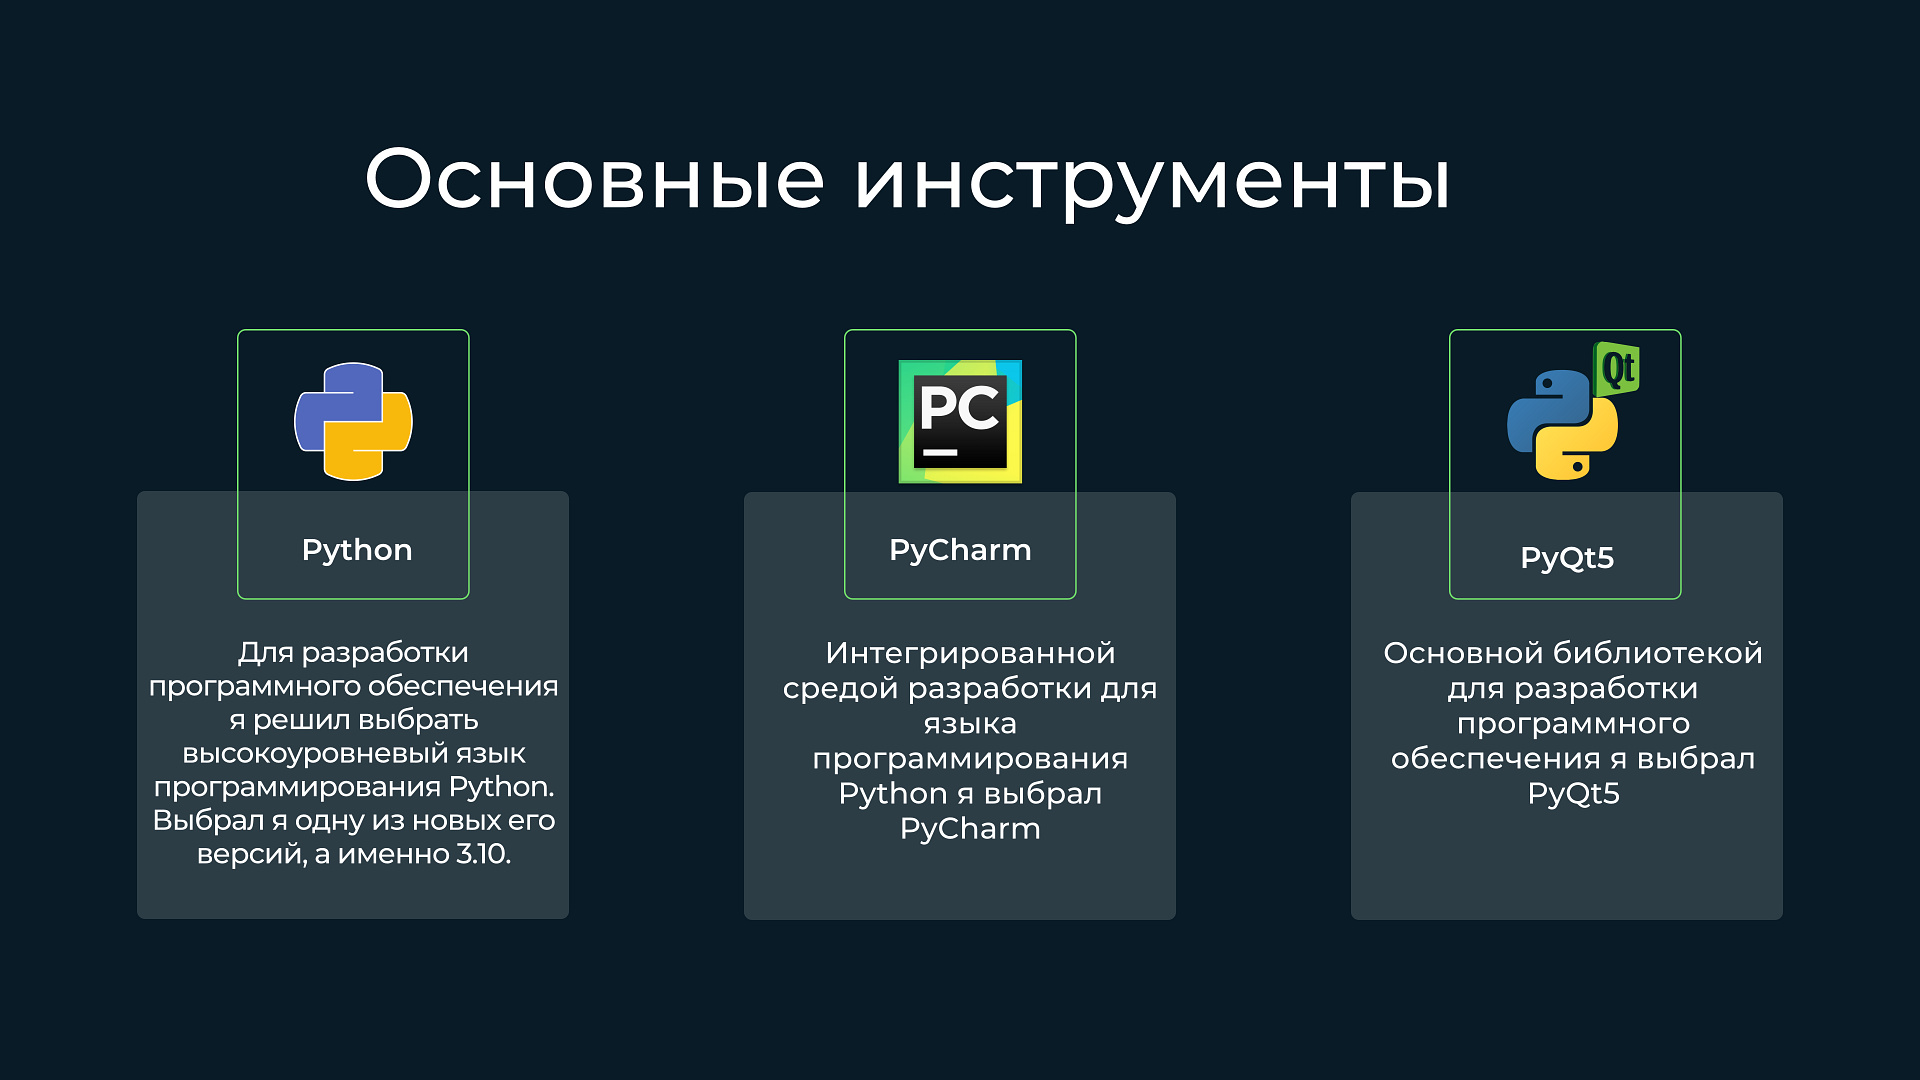 Основные инструменты
PC
Qt
Python
PyCharm
PyQt5
Для разработки
программного обеспечения
я решил выбрать
высокоуровневый язык
программирования Python.
Выбрал я одну из новых его
версий, а именно 3.10.
Интегрированной
средой разработки для
языка
программирования
Python я выбрал
PyCharm
Основной библиотекой
для разработки
программного
обеспечения я выбрал
PyQt5